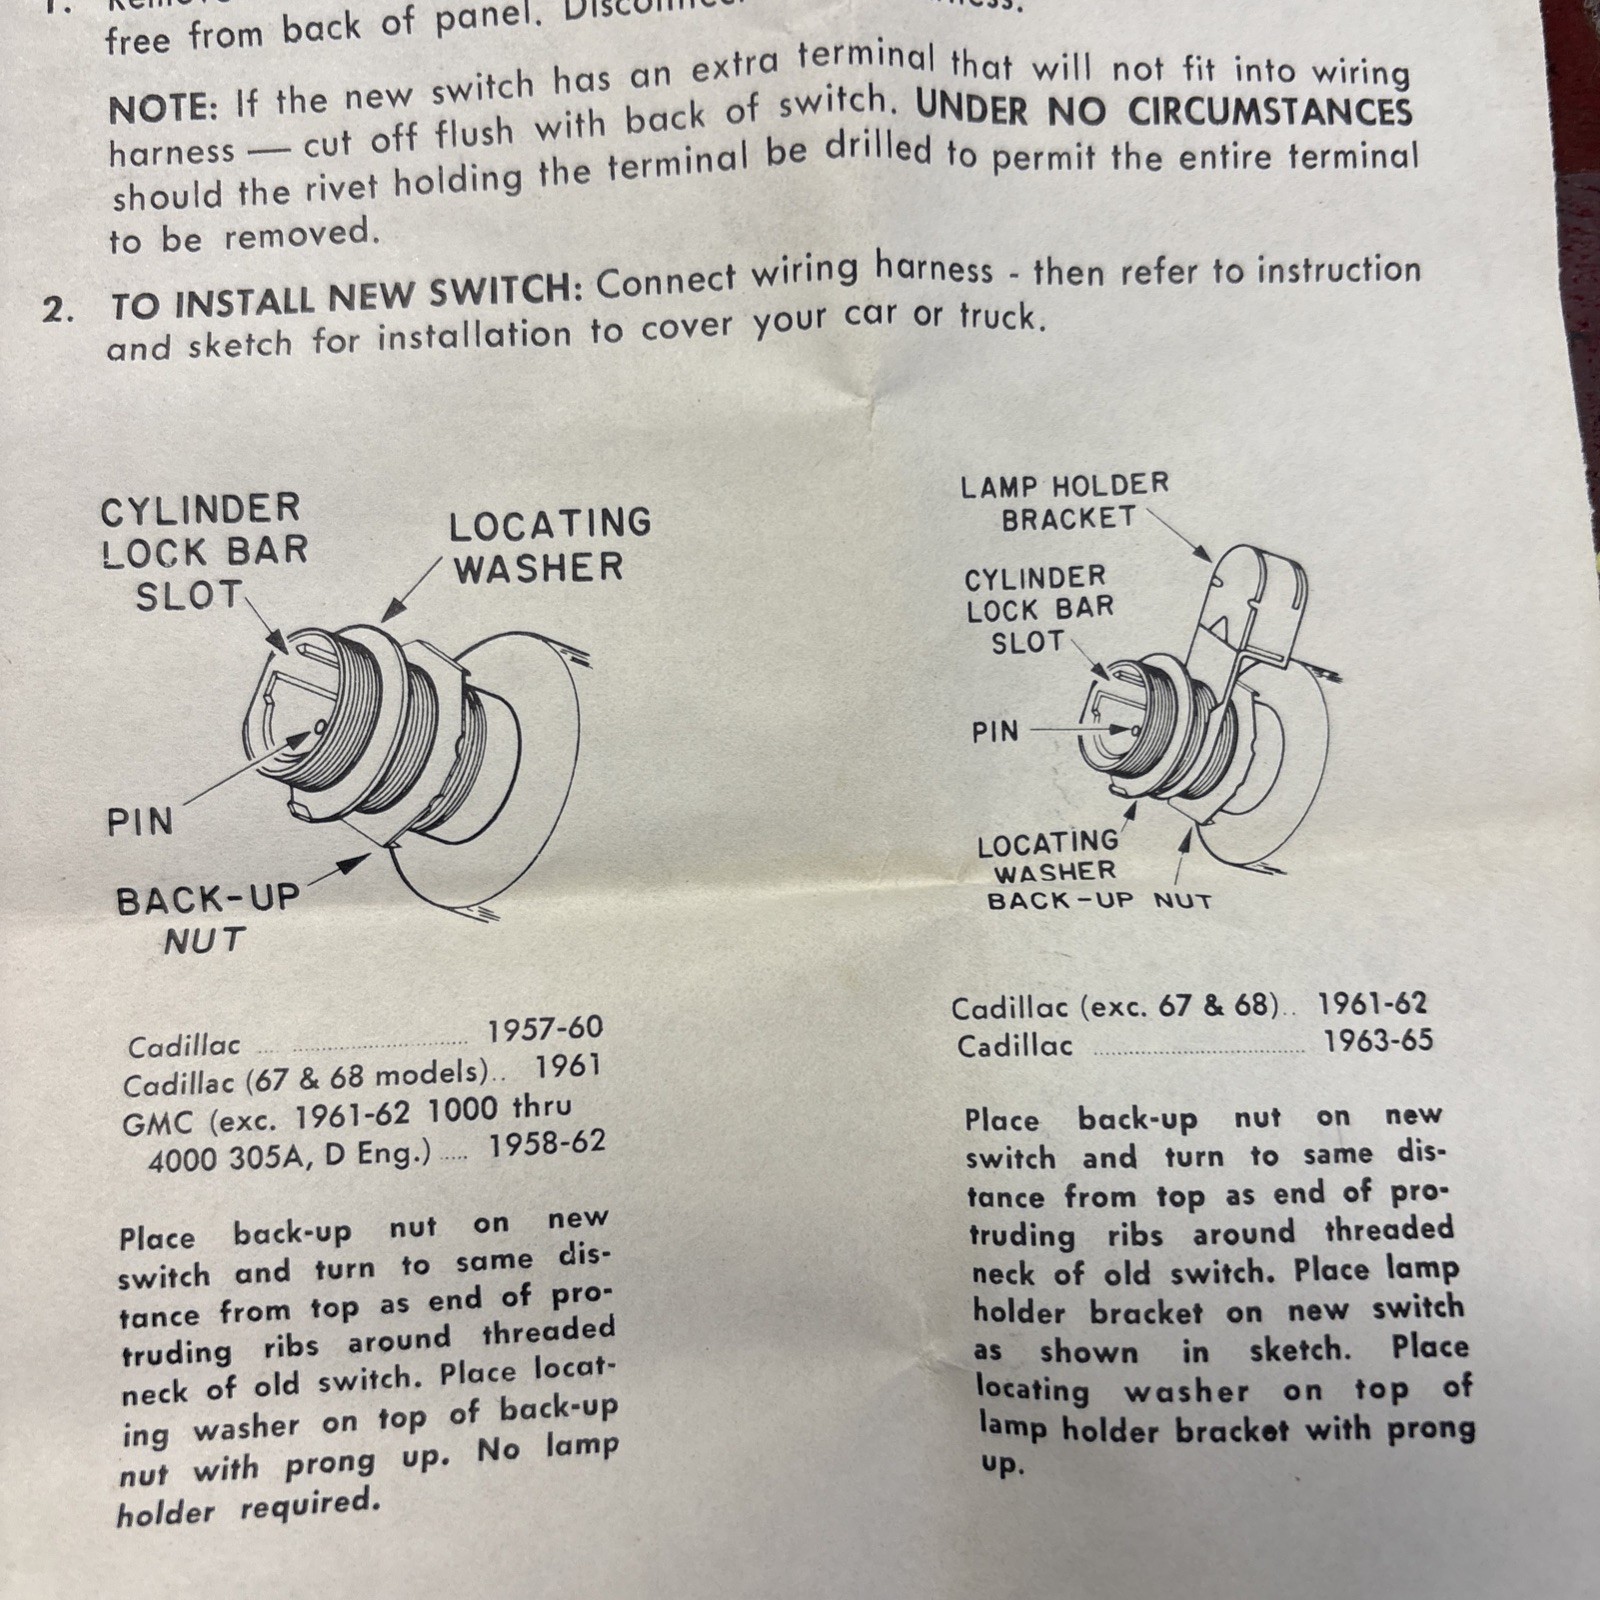 1.
free from back of panel.
NOTE: If the new switch has an extra terminal that will not fit into wiring
harness — cut off flush with back of switch. UNDER NO CIRCUMSTANCES
should the rivet holding the terminal be drilled to permit the entire terminal
to be removed.
2. TO INSTALL NEW SWITCH: Connect wiring harness - then refer to instruction
and sketch for installation to cover your car or truck.
CYLINDER
LOCK BAR
SLOT
LOCATING
WASHER
PIN
BACK-UP
NUT
Cadillac .... .............................. 1957-60
Cadillac (67 & 68 models).. 1961
GMC (exc. 1961-62 1000 thru
4000 305A, D Eng.) ..... 1958-62
Place back-up nut on new
switch and turn to same dis-
tance from top as end of pro-
truding ribs around threaded
neck of old switch. Place locat-
ing washer on top of back-up
nut with prong up. No lamp
holder required.
LAMP HOLDER
BRACKET
CYLINDER
LOCK BAR
SLOT
PIN
LOCATING
WASHER
BACK-UP NUT
Cadillac (exc. 67 & 68).. 1961-62
Cadillac .................................... 1963-65
Place back-up nut on new
switch and turn to same dis-
tance from top as end of pro-
truding ribs around threaded
neck of old switch. Place lamp
holder bracket on new switch
as shown in sketch. Place
locating washer on top of
lamp holder bracket with prong
up.